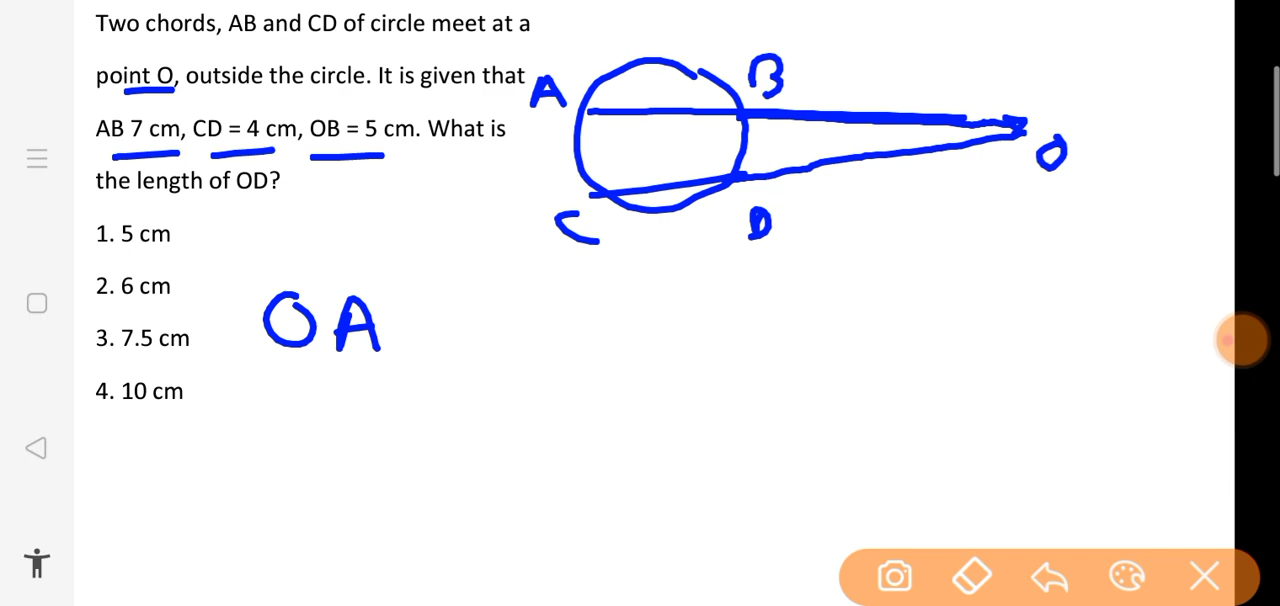 Two chords, AB and CD of circle meet at a
point O, outside the circle. It is given that
AB 7 cm, CD = 4 cm, OB = 5 cm. What is
the length of OD?
1. 5 cm
2. 6 cm
3. 7.5 cm
4. 10 cm
OA
A
B
O
C
D